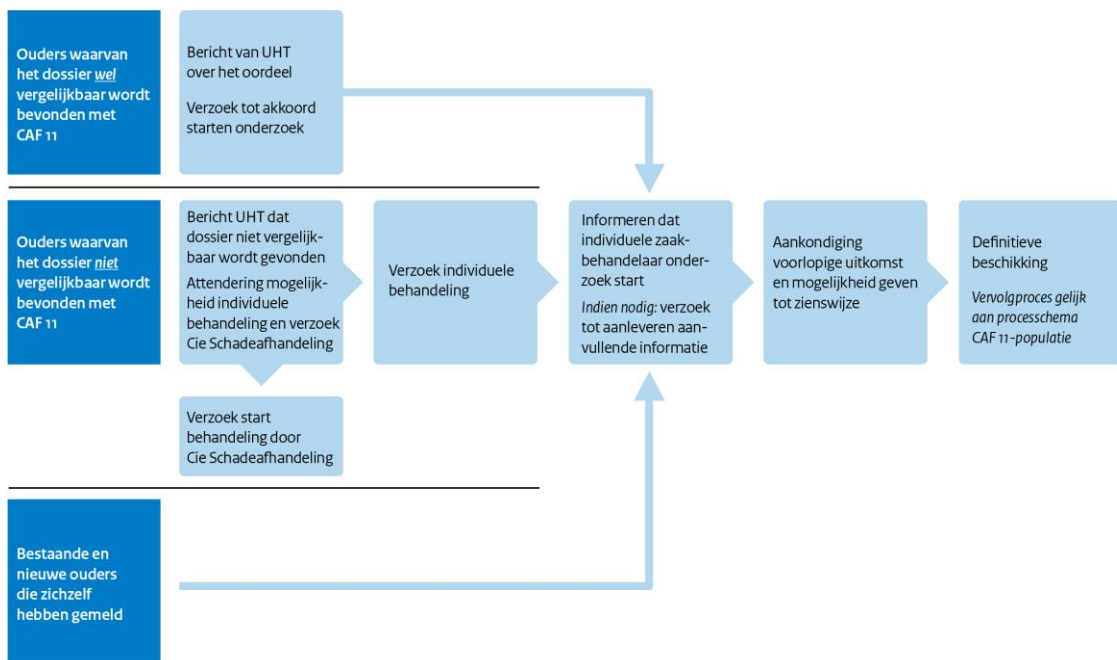 Ouders waarvan
het dossier wel
vergelijkbaar wordt
bevonden met
CAF 11
Bericht van UHT
over het oordeel
Verzoek tot akkoord
starten onderzoek
Ouders waarvan
het dossier niet
vergelijkbaar wordt
bevonden met
CAF 11
Bericht UHT dat
dossier niet vergelijk-
baar wordt gevonden
Attendering mogelijk-
heid individuele
behandeling en verzoek
Cie Schadeafhandeling
Verzoek individuele
behandeling
Informeren dat
individuele zaak-
behandelaar onder-
zoek start
Indien nodig: verzoek
tot aanleveren aan-
vullende informatie
Aankondiging
voorlopige uitkomst
en mogelijkheid geven
tot zienswijze
Definitieve
beschikking
Vervolgproces gelijk
aan processchema
CAF 11-populatie
Verzoek start
behandeling door
Cie Schadeafhandeling
Bestaande en
nieuwe ouders
die zichzelf
hebben gemeld